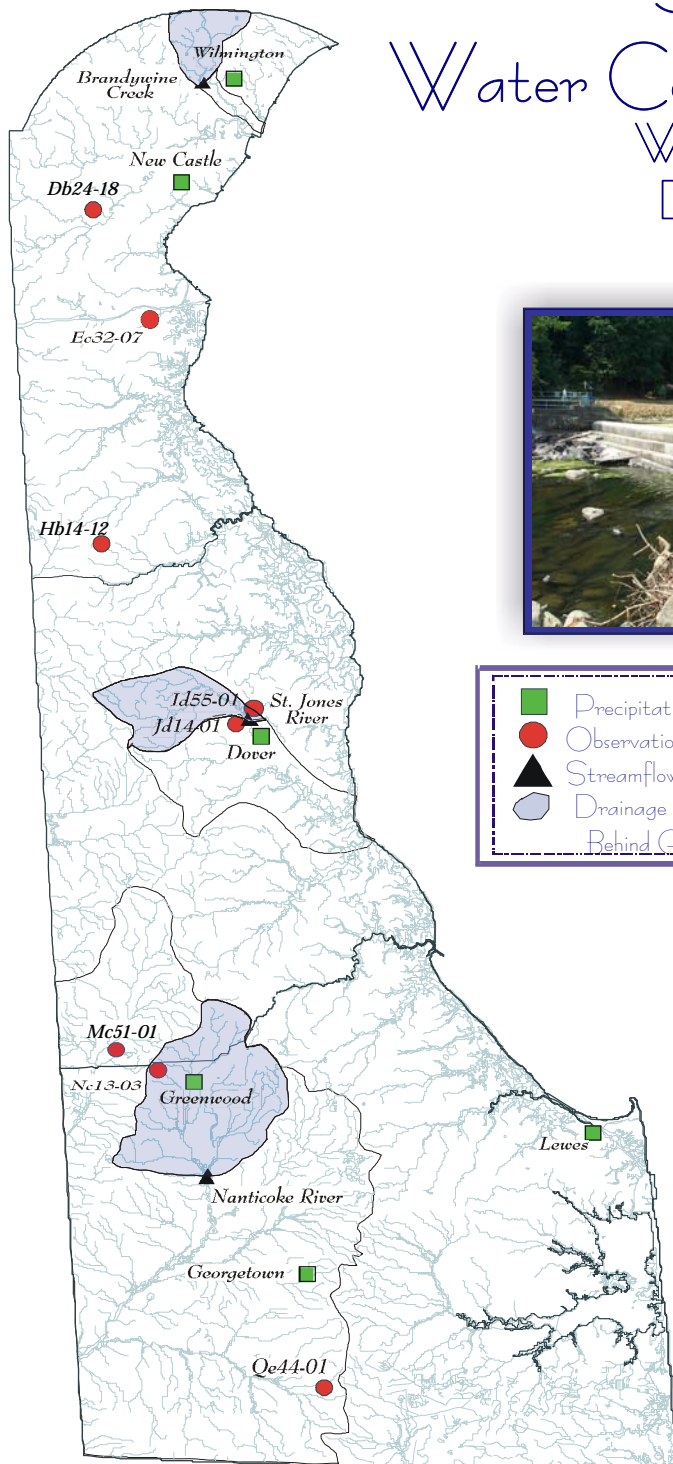 Water
Wilmington
Brandywine
Creek
New Castle
Db24-18
Ec32-07
Hb14-12
Id55-01
St. Jones
River
Jd14-01
Dover
Precipitat
Observatio
Streamflow
Drainage
Behind G
Mc51-01
Nc13-03
Greenwood
Lewes
Nanticoke River
Georgetown
Qe44-01